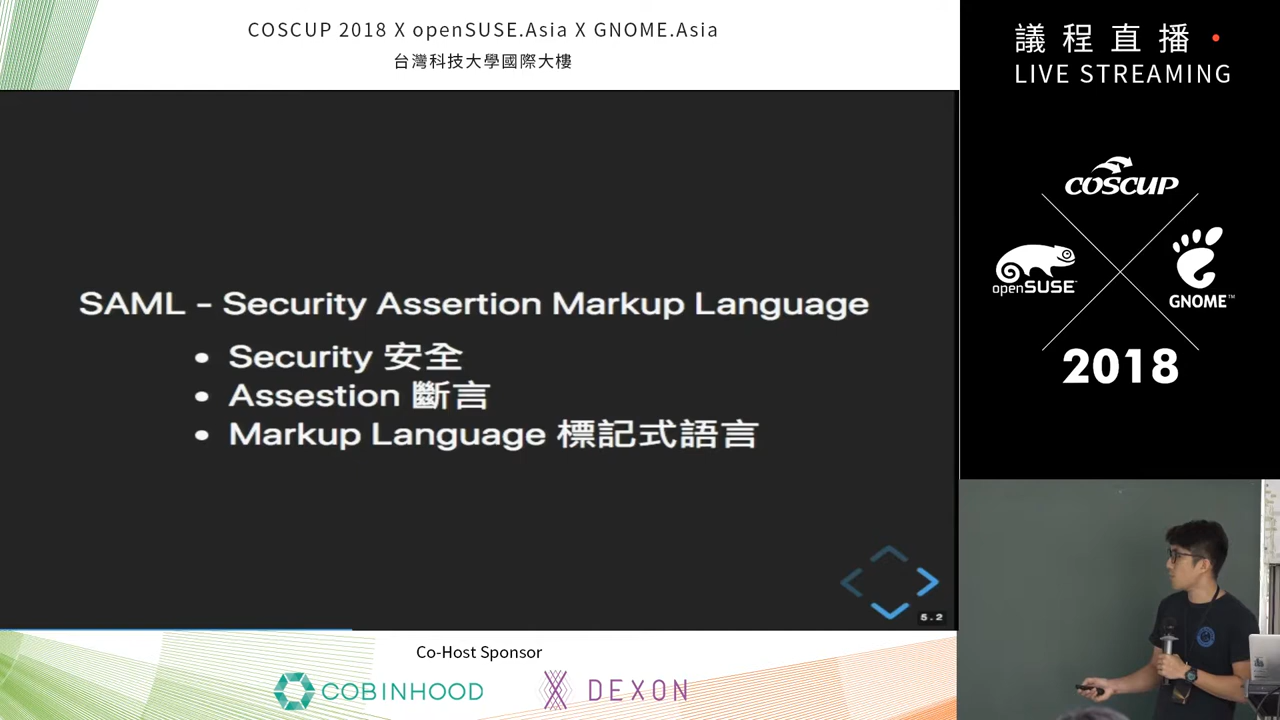 COSCUP 2018 X openSUSE.Asia X GNOME.Asia
台灣科技大學國際大樓
議程直播
LIVE STREAMING
COSCUP
openSUSE
GNOME™
2018
SAML - Security Assertion Markup Language
• Security 安全
• Assestion 斷言
• Markup Language 標記式語言
5.2
Co-Host Sponsor
COBINHOOD
DEXON